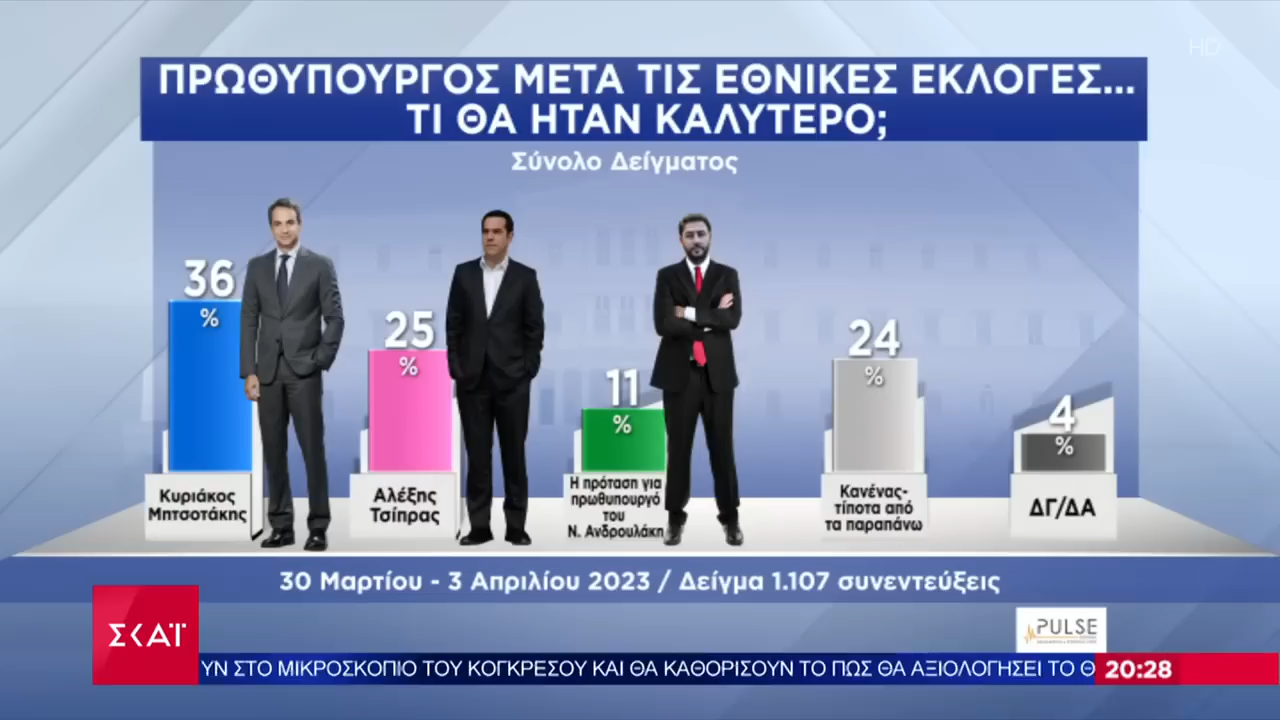 HD
ΠΡΩΘΥΠΟΥΡΓΟΣ ΜΕΤΑ ΤΙΣ ΕΘΝΙΚΕΣ ΕΚΛΟΓΕΣ...
ΤΙ ΘΑ ΗΤΑΝ ΚΑΛΥΤΕΡΟ;
Σύνολο Δείγματος
36
%
25
%
11
%
24
%
4
%
Κυριάκος
Μητσοτάκης
Αλέξης
Τσίπρας
Η πρόταση για
πρωθυπουργό
του
Ν. Ανδρουλάκη
Κανένας-
τίποτα από
τα παραπάνω
ΔΓ/ΔΑ
30 Μαρτίου - 3 Απριλίου 2023 / Δείγμα 1.107 συνεντεύξεις
ΣΚΑΪ
PULSE
ΟΥΝ ΣΤΟ ΜΙΚΡΟΣΚΟΠΙΟ ΤΟΥ ΚΟΓΚΡΕΣΟΥ ΚΑΙ ΘΑ ΚΑΘΟΡΙΣΟΥΝ ΤΟ ΠΩΣ ΘΑ ΑΞΙΟΛΟΓΗΣΕΙ ΤΟ Θ
20:28